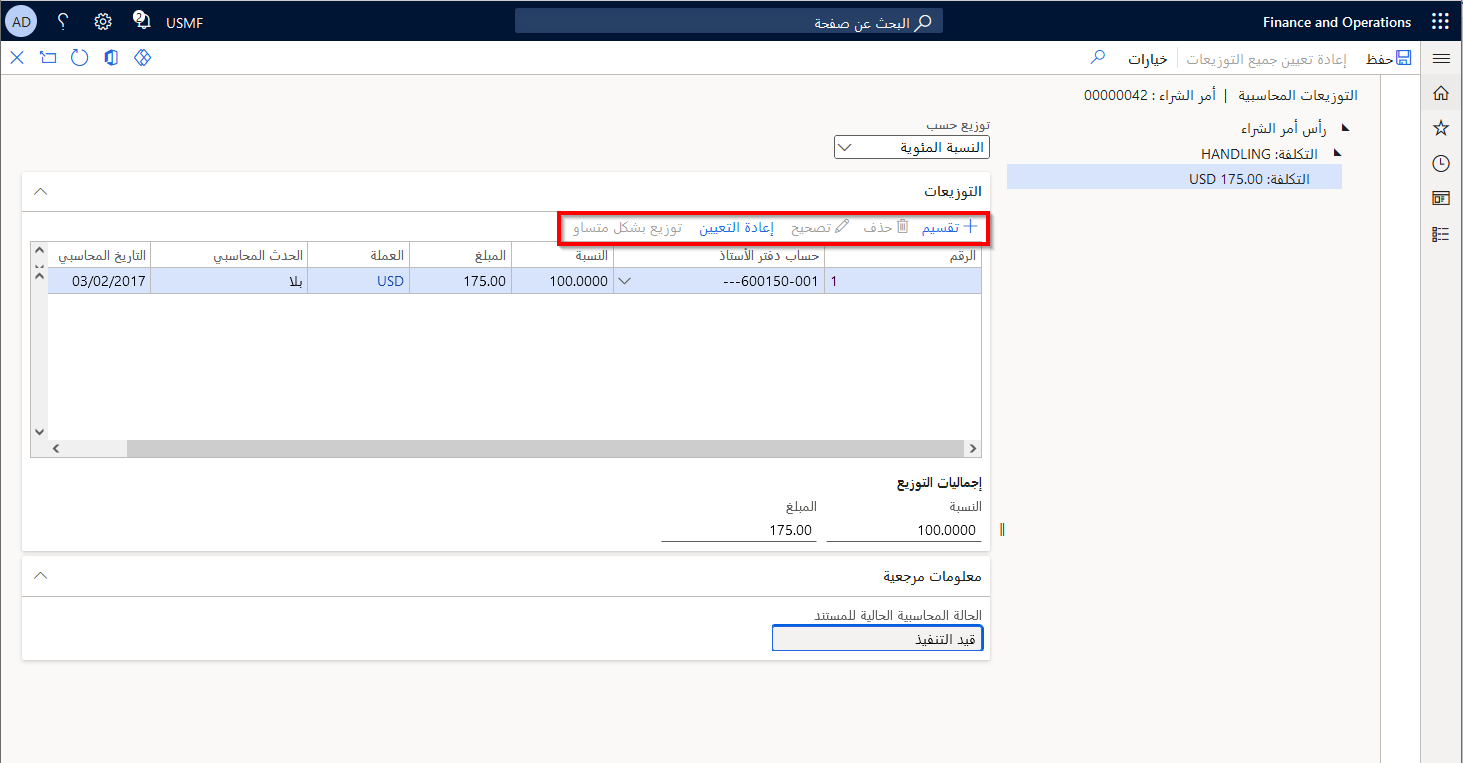 Finance and Operations
البحث عن صفحة
USMF
2
AD
حفظ
إعادة تعيين جميع التوزيعات
خيارات
التوزيعات المحاسبية | أمر الشراء : 00000042
رأس أمر الشراء
التكلفة: HANDLING
التكلفة: 175.00 USD
توزيع حسب
النسبة المئوية
التوزيعات
تقسيم حذف تصحيح إعادة التعيين توزيع بشكل متساو
الرقم حساب دفتر الأستاذ النسبة المبلغ العملة الحدث المحاسبي التاريخ المحاسبي
1 600150-001--- 100.0000 175.00 USD بلا 03/02/2017
إجماليات التوزيع
النسبة المبلغ
100.0000 175.00
معلومات مرجعية
الحالة المحاسبية الحالية للمستند
قيد التنفيذ